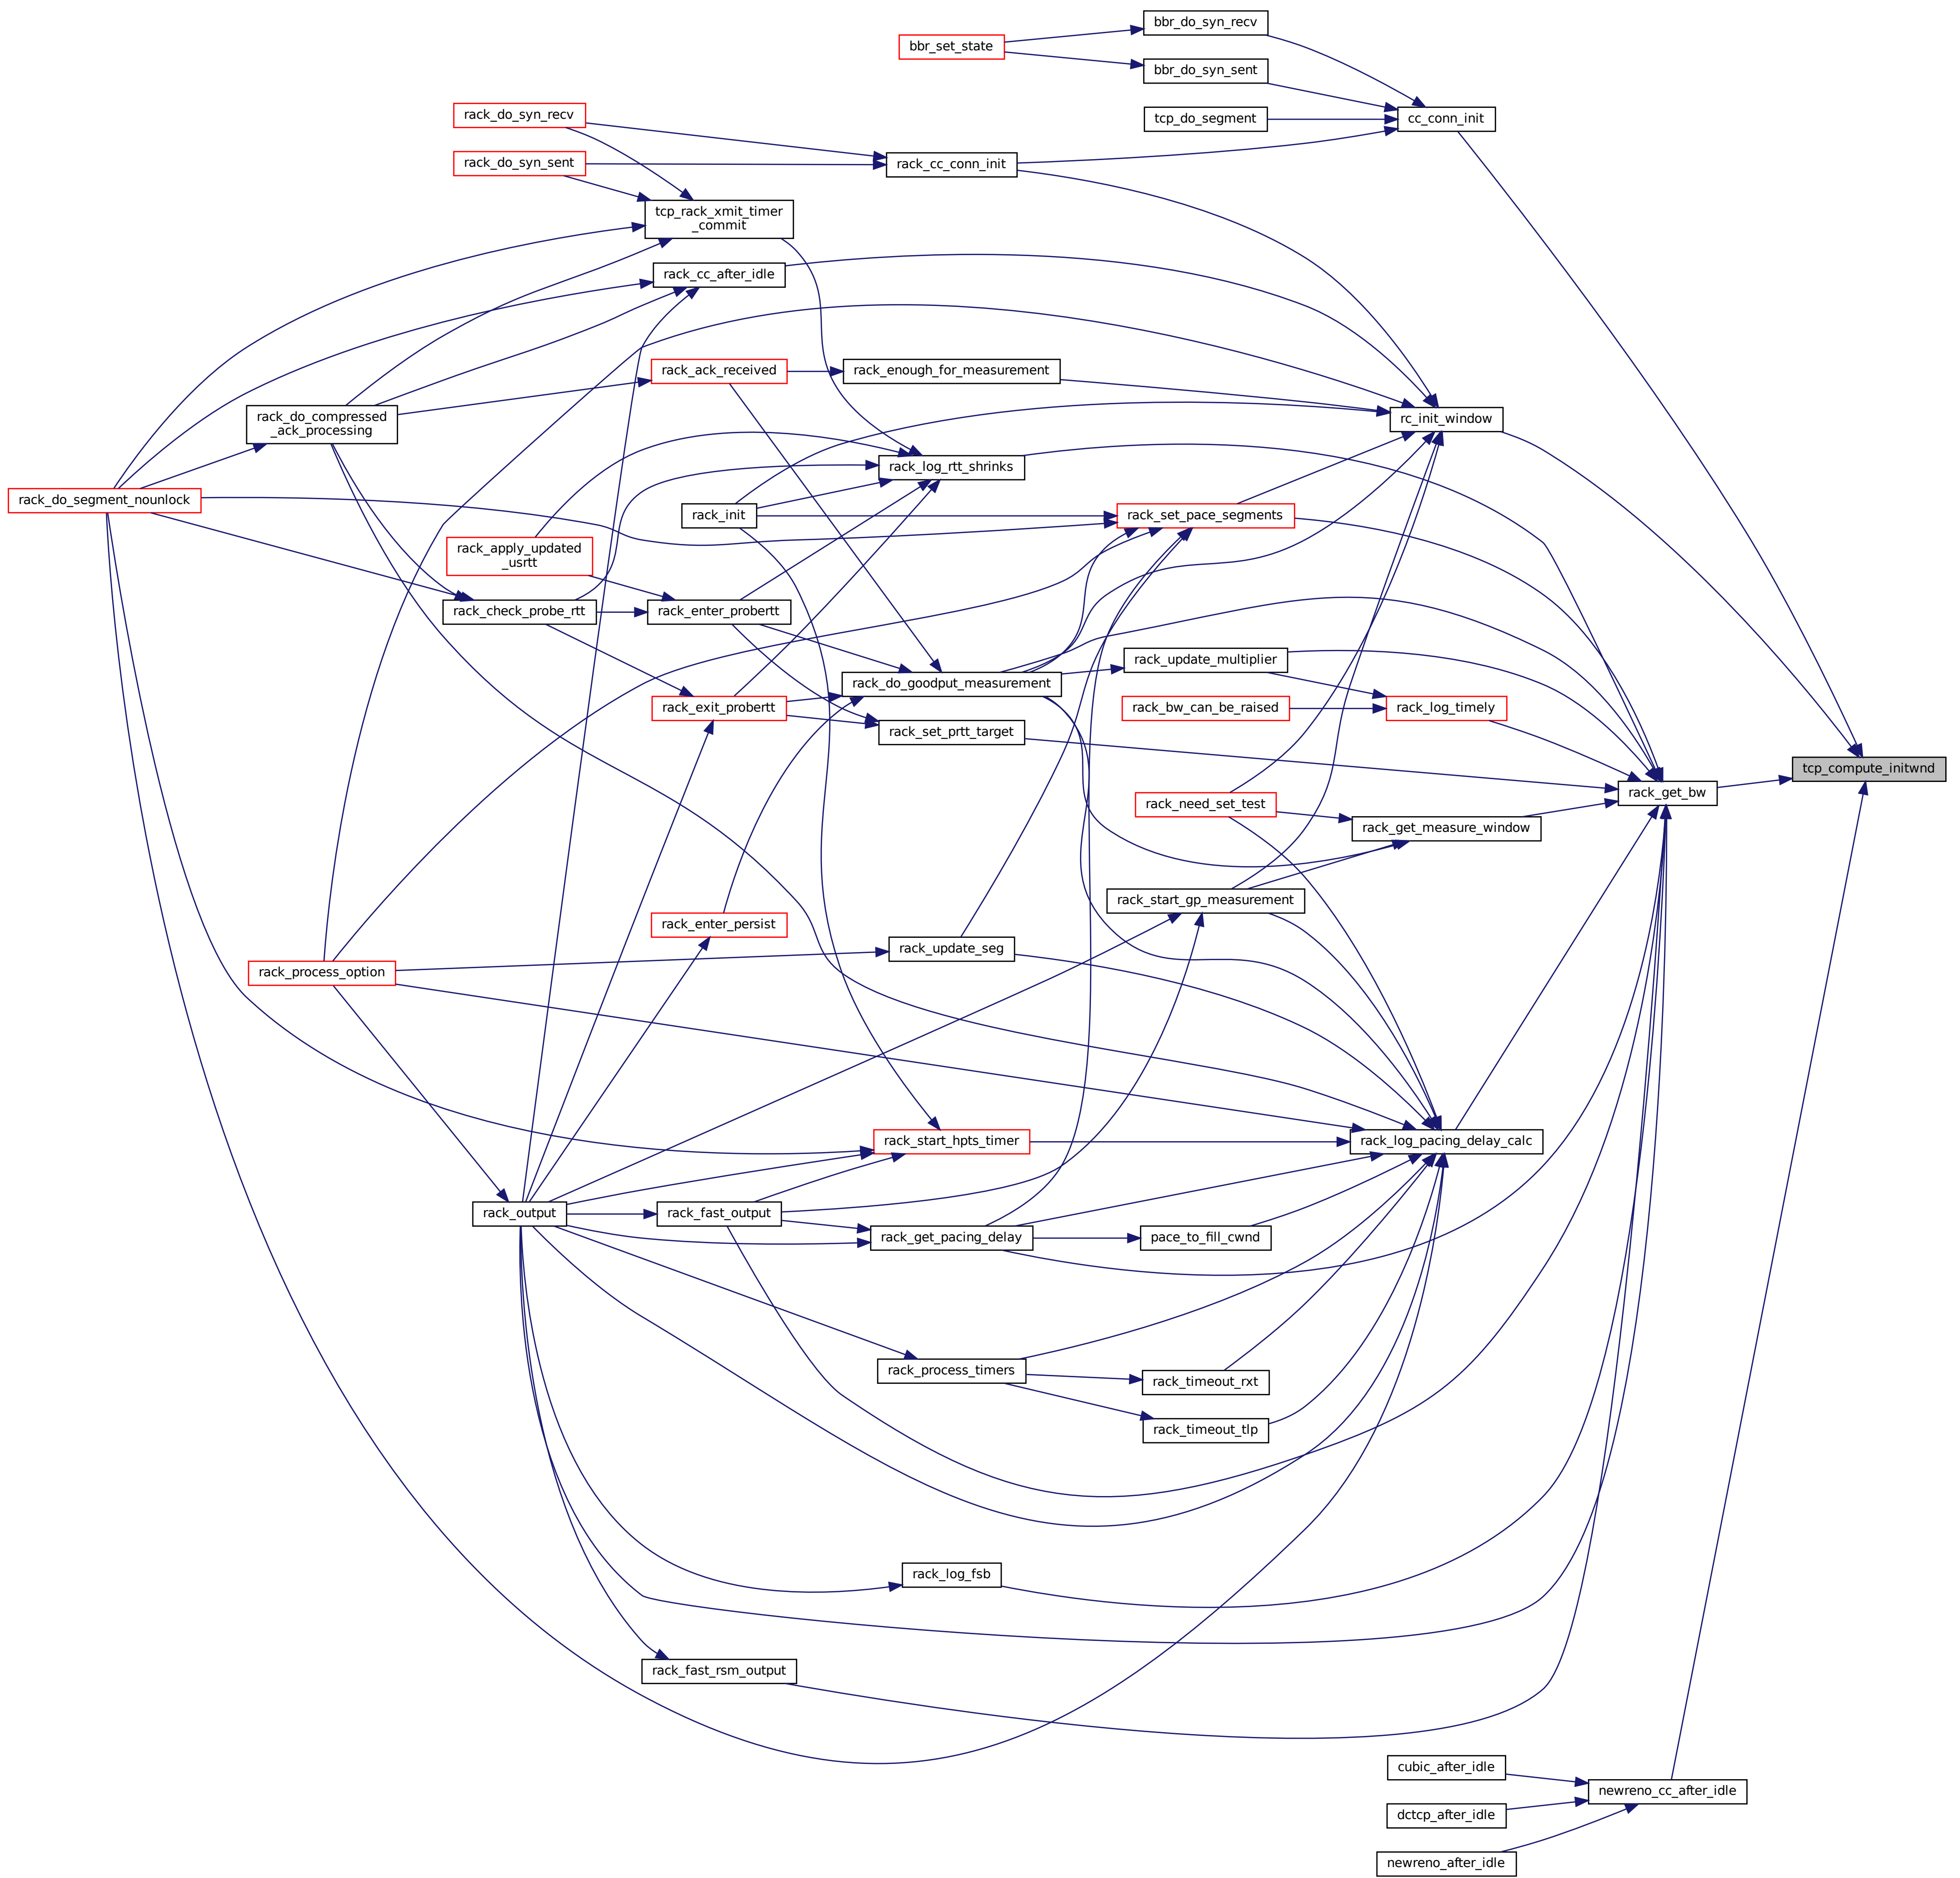 bbr_do_syn_recv
bbr_set_state
bbr_do_syn_sent
rack_do_syn_recv
tcp_do_segment
cc_conn_init
rack_do_syn_sent
rack_cc_conn_init
tcp_rack_xmit_timer
_commit
rack_cc_after_idle
rack_ack_received
rack_enough_for_measurement
rack_do_compressed
_ack_processing
rc_init_window
rack_log_rtt_shrinks
rack_do_segment_nounlock
rack_init
rack_set_pace_segments
rack_apply_updated
_usrtt
rack_check_probe_rtt
rack_enter_probertt
rack_update_multiplier
rack_do_goodput_measurement
rack_exit_probertt
rack_bw_can_be_raised
rack_log_timely
rack_set_prtt_target
tcp_compute_initwnd
rack_get_bw
rack_need_set_test
rack_get_measure_window
rack_start_gp_measurement
rack_enter_persist
rack_update_seg
rack_process_option
rack_start_hpts_timer
rack_log_pacing_delay_calc
rack_output
rack_fast_output
rack_get_pacing_delay
pace_to_fill_cwnd
rack_process_timers
rack_timeout_rxt
rack_timeout_tlp
rack_log_fsb
rack_fast_rsm_output
cubic_after_idle
newreno_cc_after_idle
dctcp_after_idle
newreno_after_idle